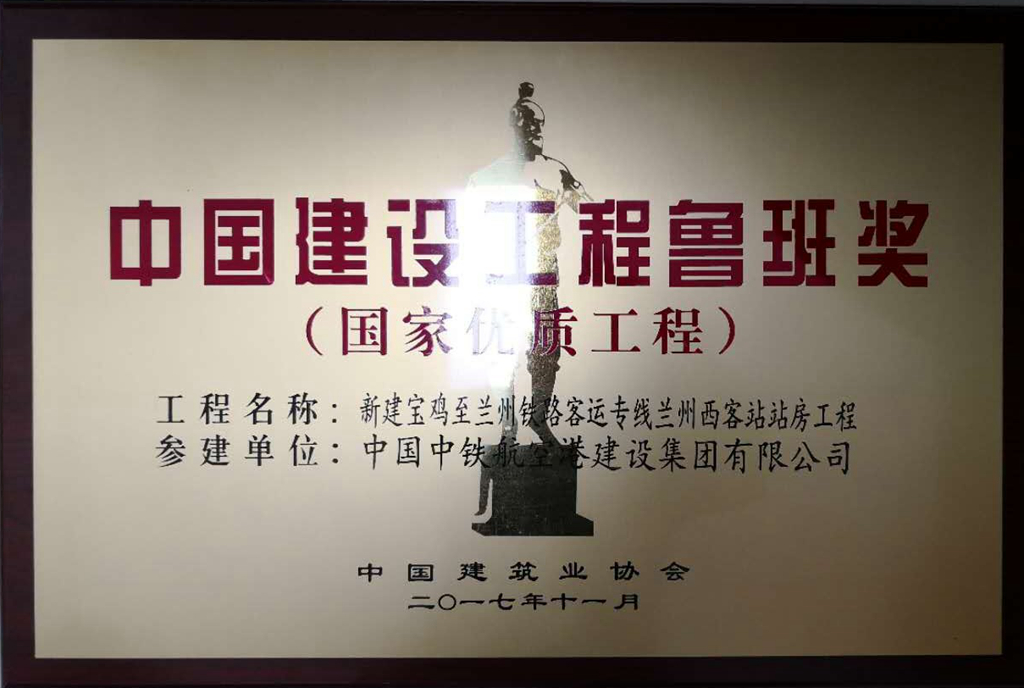 中国建设工程鲁班奖
（国家优质工程）
工程名称：新建宝鸡至兰州铁路客运专线兰州西客站站房工程
参建单位：中国中铁航空港建设集团有限公司
中国建筑业协会
二〇一七年十一月